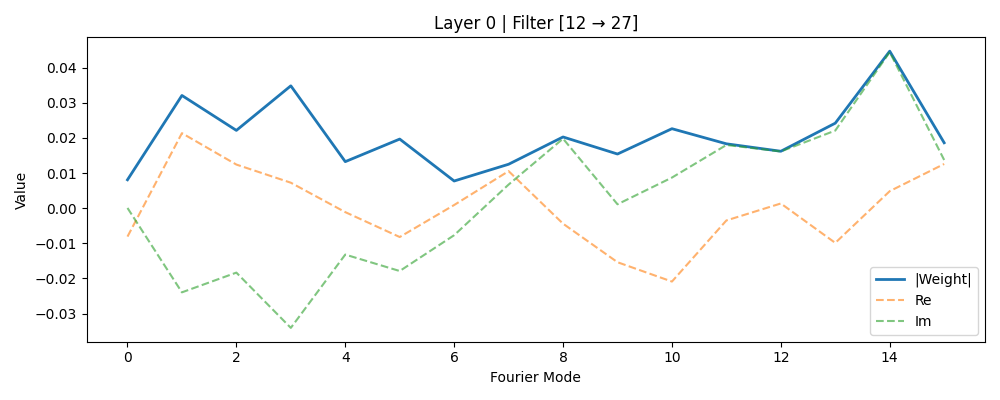 Layer 0 | Filter [12 → 27]
Value
0.04
0.03
0.02
0.01
0.00
−0.01
−0.02
−0.03
0 2 4 6 8 10 12 14
Fourier Mode
|Weight|
Re
Im